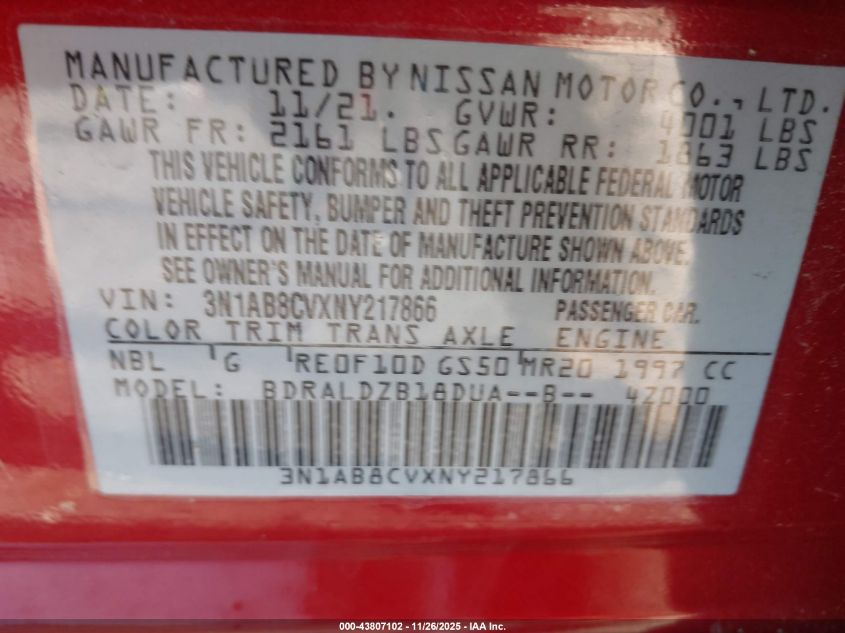 MANUFACTURED BY NISSAN MOTOR CO., LTD.
DATE: 11/21. GVWR: 4001 LBS
GAWR FR: 2161 LBS GAWR RR: 1863 LBS
THIS VEHICLE CONFORMS TO ALL APPLICABLE FEDERAL MOTOR
VEHICLE SAFETY, BUMPER AND THEFT PREVENTION STANDARDS
IN EFFECT ON THE DATE OF MANUFACTURE SHOWN ABOVE.
SEE OWNER'S MANUAL FOR ADDITIONAL INFORMATION.
VIN: 3N1AB8CVXNY217866 PASSENGER CAR.
COLOR TRIM TRANS AXLE ENGINE
NBL G RE0F10D GS50 MR20 1997 CC
MODEL: BDRALDZB18DUA--B-- 4Z000
3N1AB8CVXNY217866
000-43807102 - 11/26/2025 - IAA Inc.